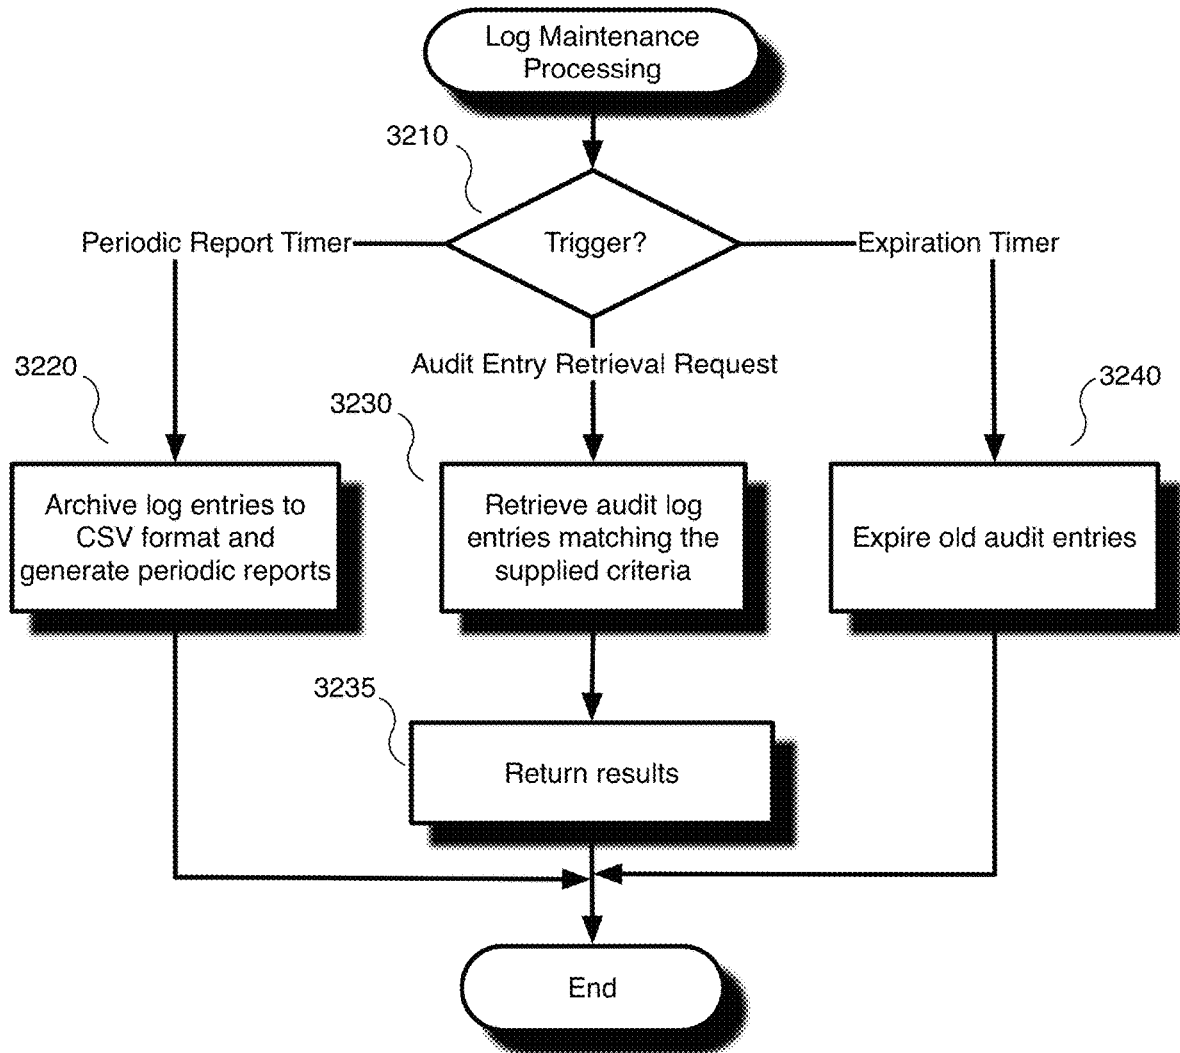 Log Maintenance
Processing
3210
Trigger?
Periodic Report Timer
Expiration Timer
Audit Entry Retrieval Request
3220
3230
3240
Archive log entries to
CSV format and
generate periodic reports
Retrieve audit log
entries matching the
supplied criteria
Expire old audit entries
3235
Return results
End